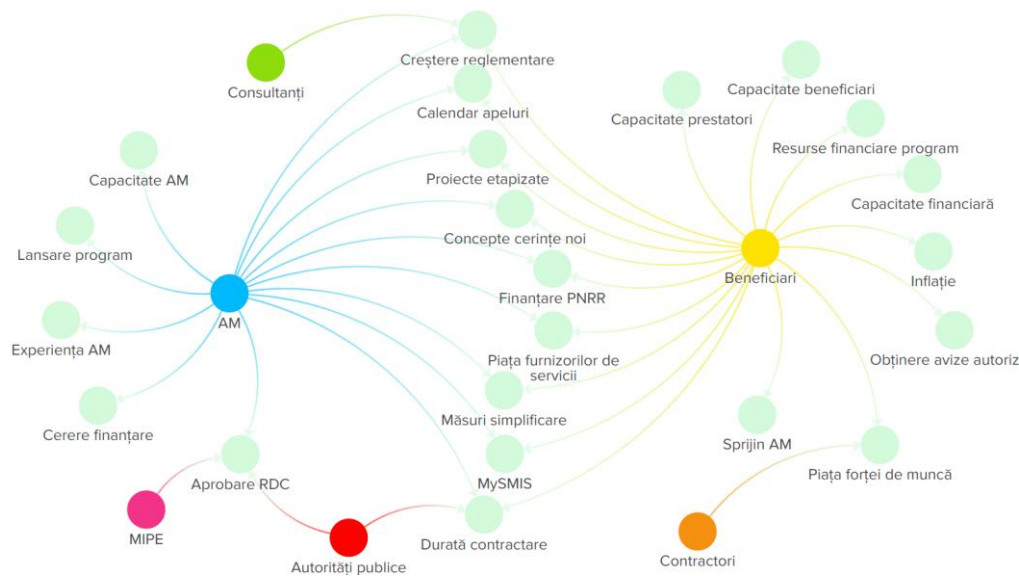 Creștere reglementare
Consultanți
Calendar apeluri
Capacitate prestatori
Capacitate beneficiari
Resurse financiare program
Capacitate AM
Proiecte etapizate
Capacitate financiară
Lansare program
Concepte cerințe noi
Beneficiari
Inflație
Finanțare PNRR
AM
Experiența AM
Piața furnizorilor de
servicii
Obținere avize autoriz
Cerere finanțare
Măsuri simplificare
Sprijin AM
Aprobare RDC
MySMIS
Piața forței de muncă
MIPE
Durată contractare
Autorități publice
Contractori